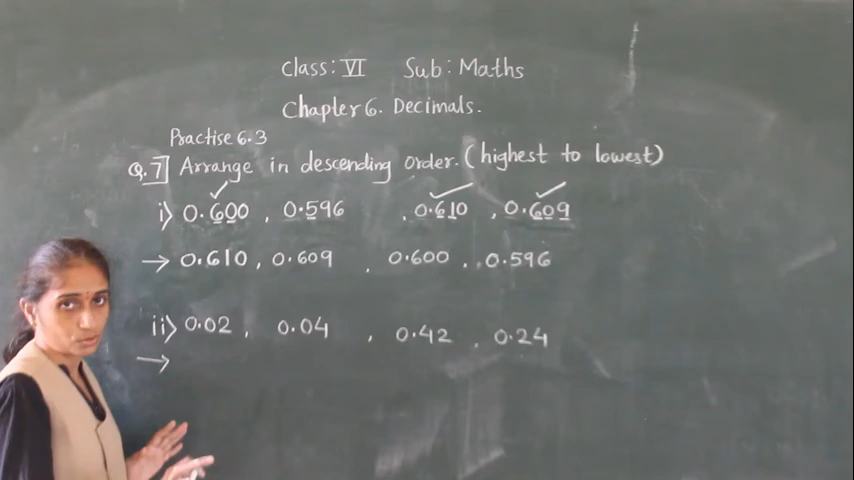 Class: VI Sub: Maths
Chapter 6. Decimals.
Practise 6.3
Q.7] Arrange in descending order. (highest to lowest)
i) 0.600, 0.596, 0.610, 0.609
→ 0.610, 0.609, 0.600, 0.596
ii) 0.02, 0.04, 0.42, 0.24
→